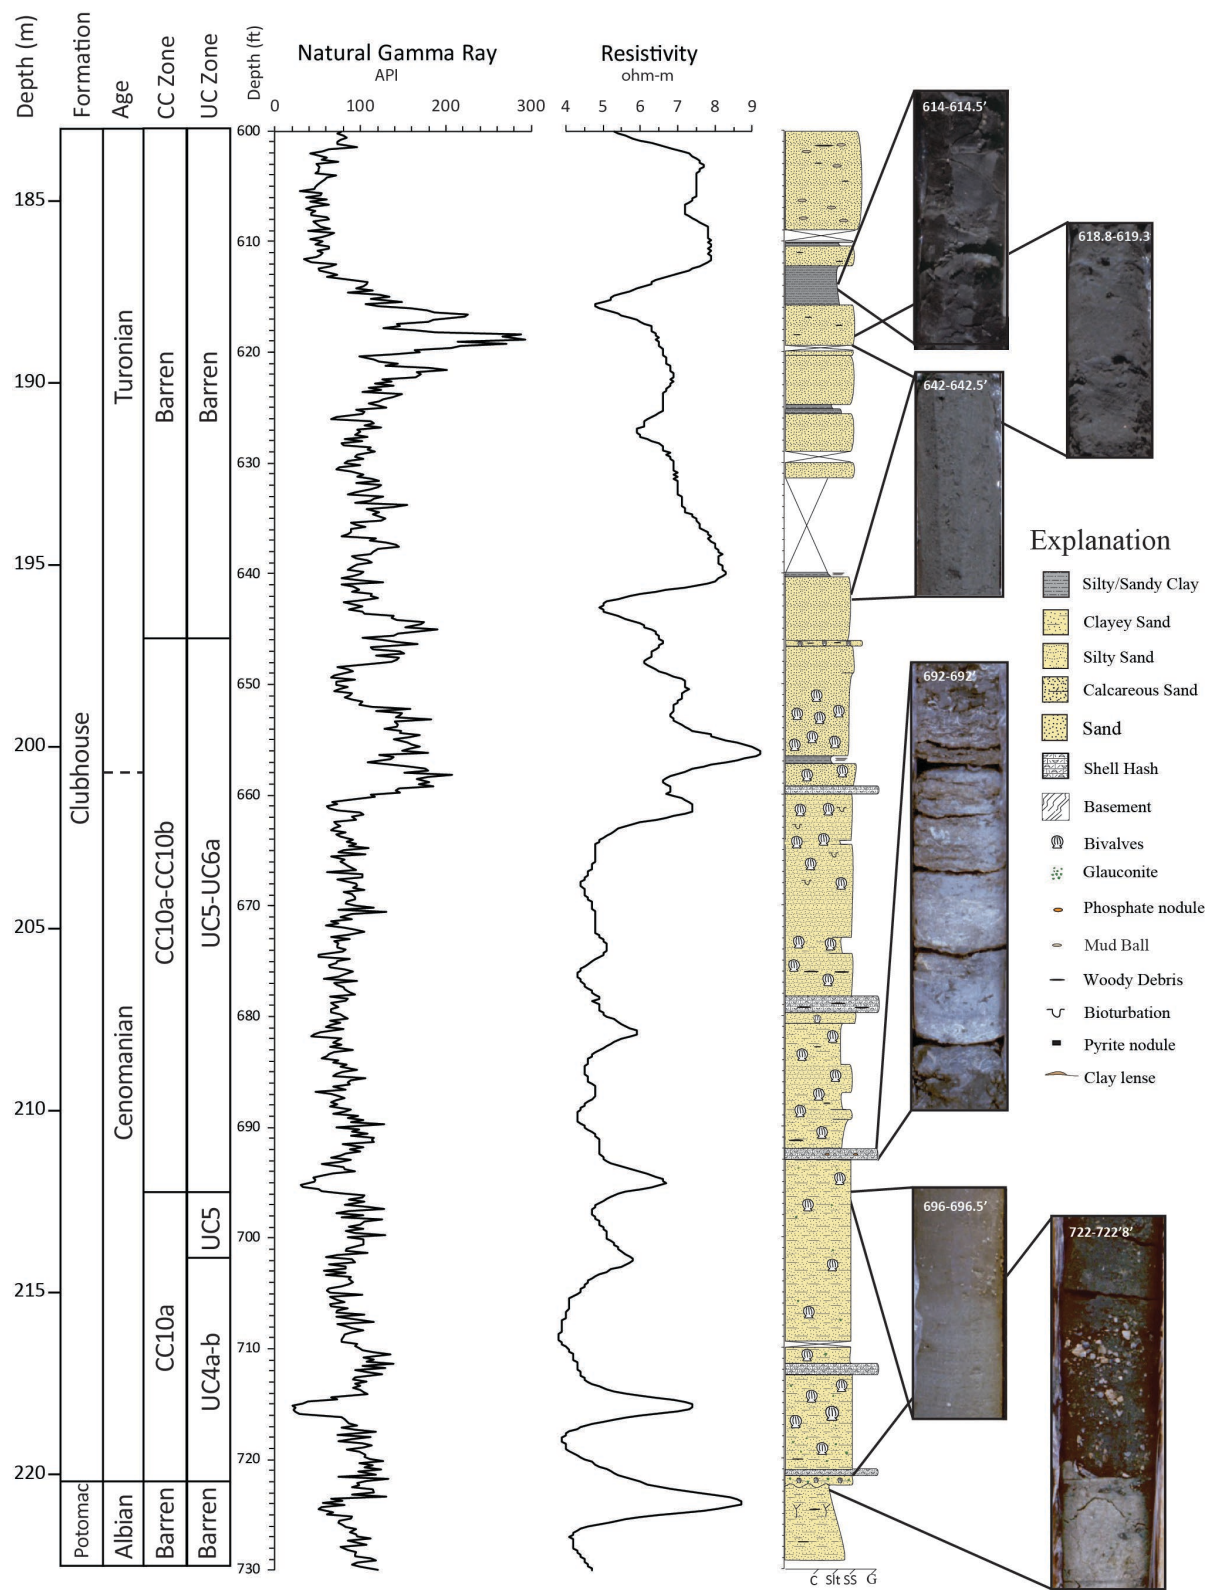 Depth (m)
Formation
Age
CC Zone
UC Zone
Depth (ft)
Natural Gamma Ray
API
Resistivity
ohm-m
0
100
200
300
4
5
6
7
8
9
600
610
620
630
640
650
660
670
680
690
700
710
720
730
185
190
195
200
205
210
215
220
Clubhouse
Potomac
Turonian
Cenomanian
Albian
Barren
CC10a-CC10b
CC10a
Barren
Barren
UC5-UC6a
UC5
UC4a-b
Barren
614-614.5'
618.8-619.3
642-642.5'
692-692'
696-696.5'
722-722'8'
Explanation
Silty/Sandy Clay
Clayey Sand
Silty Sand
Calcareous Sand
Sand
Shell Hash
Basement
Bivalves
Glauconite
Phosphate nodule
Mud Ball
Woody Debris
Bioturbation
Pyrite nodule
Clay lense
C Slt SS G